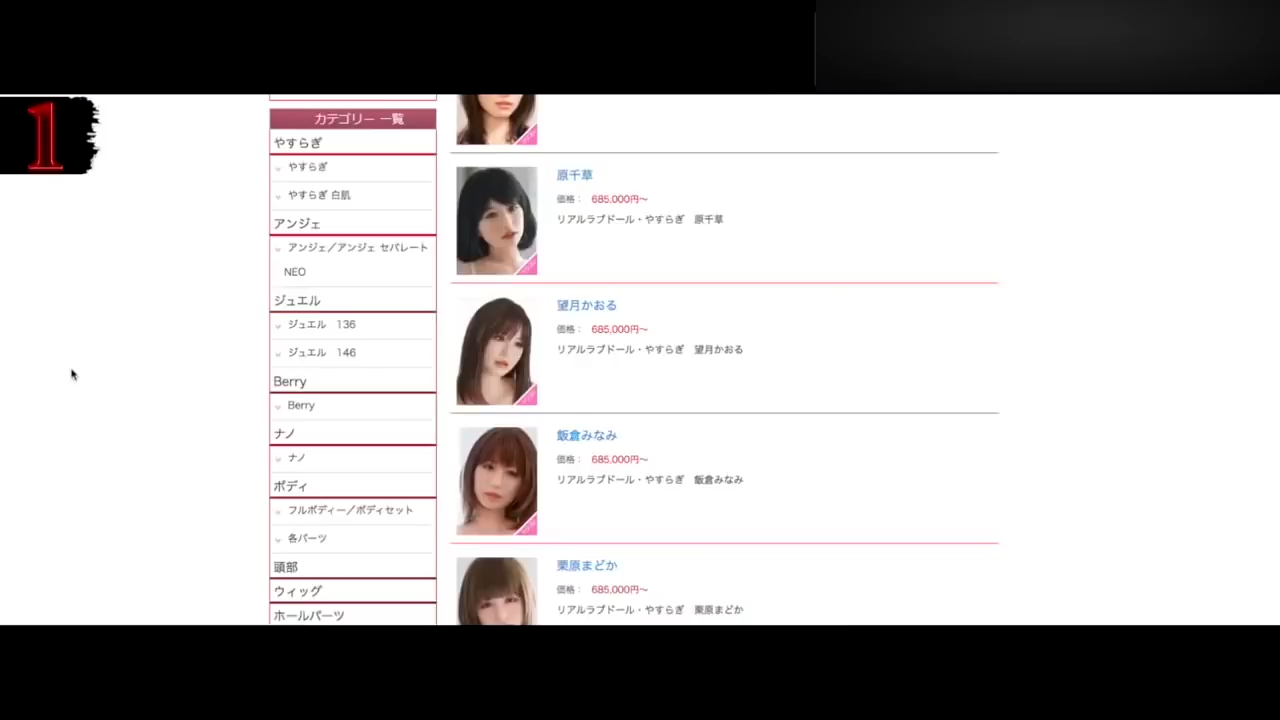 1
カテゴリー 一覧
やすらぎ
やすらぎ
やすらぎ 白肌
アンジェ
アンジェ／アンジェ セパレート
NEO
ジュエル
ジュエル 136
ジュエル 146
Berry
Berry
ナノ
ナノ
ボディ
フルボディー／ボディセット
各パーツ
頭部
ウィッグ
ホールパーツ
原千草
価格： 685,000円〜
リアルラブドール・やすらぎ 原千草
望月かおる
価格： 685,000円〜
リアルラブドール・やすらぎ 望月かおる
飯倉みなみ
価格： 685,000円〜
リアルラブドール・やすらぎ 飯倉みなみ
栗原まどか
価格： 685,000円〜
リアルラブドール・やすらぎ 栗原まどか